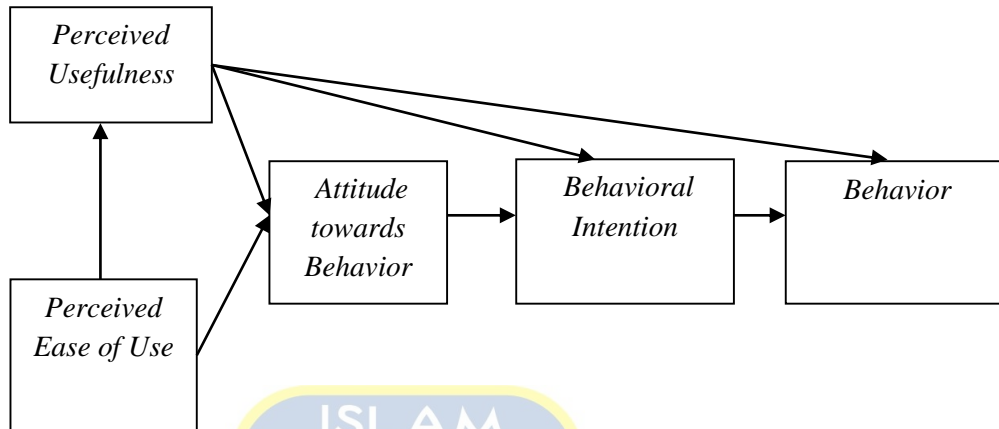 Perceived
Usefulness
Attitude
towards
Behavior
Behavioral
Intention
Behavior
Perceived
Ease of Use
ISLAM